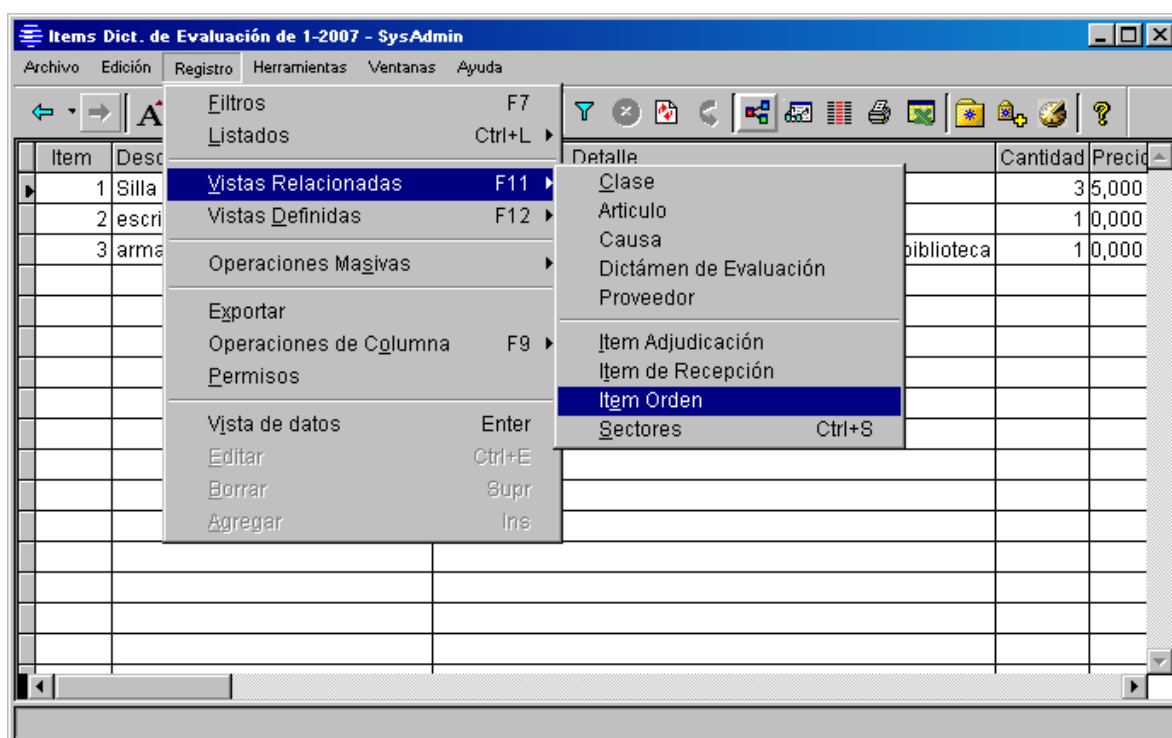 Items Dict. de Evaluación de 1-2007 - SysAdmin
Archivo Edición Registro Herramientas Ventanas Ayuda
Filtros F7
Listados Ctrl+L
Vistas Relacionadas F11
Vistas Definidas F12
Operaciones Masivas
Exportar
Operaciones de Columna F9
Permisos
Vista de datos Enter
Editar Ctrl+E
Borrar Supr
Agregar Ins
Clase
Articulo
Causa
Dictámen de Evaluación
Proveedor
Item Adjudicación
Item de Recepción
Item Orden
Sectores Ctrl+S
Item Desc Detalle Cantidad Precio
1 Silla 3 5,000
2 escri 1 0,000
3 arma biblioteca 1 0,000